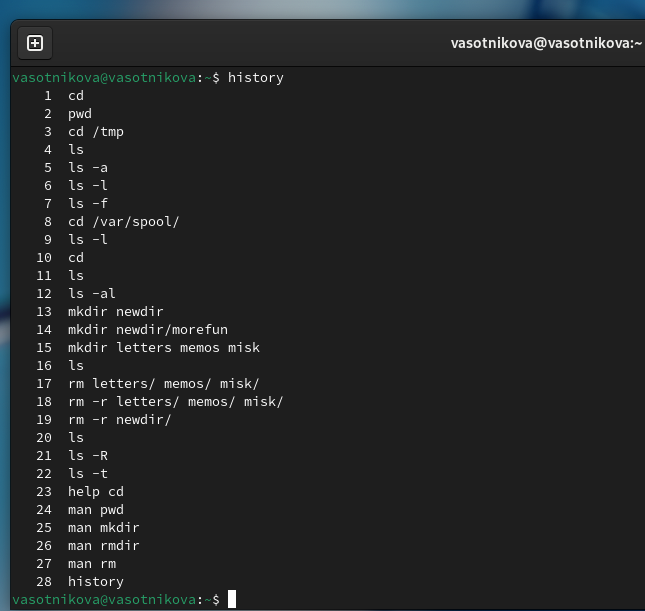 vasotnikova@vasotnikova:~
vasotnikova@vasotnikova:~$ history
1 cd
2 pwd
3 cd /tmp
4 ls
5 ls -a
6 ls -l
7 ls -f
8 cd /var/spool/
9 ls -l
10 cd
11 ls
12 ls -al
13 mkdir newdir
14 mkdir newdir/morefun
15 mkdir letters memos misk
16 ls
17 rm letters/ memos/ misk/
18 rm -r letters/ memos/ misk/
19 rm -r newdir/
20 ls
21 ls -R
22 ls -t
23 help cd
24 man pwd
25 man mkdir
26 man rmdir
27 man rm
28 history
vasotnikova@vasotnikova:~$